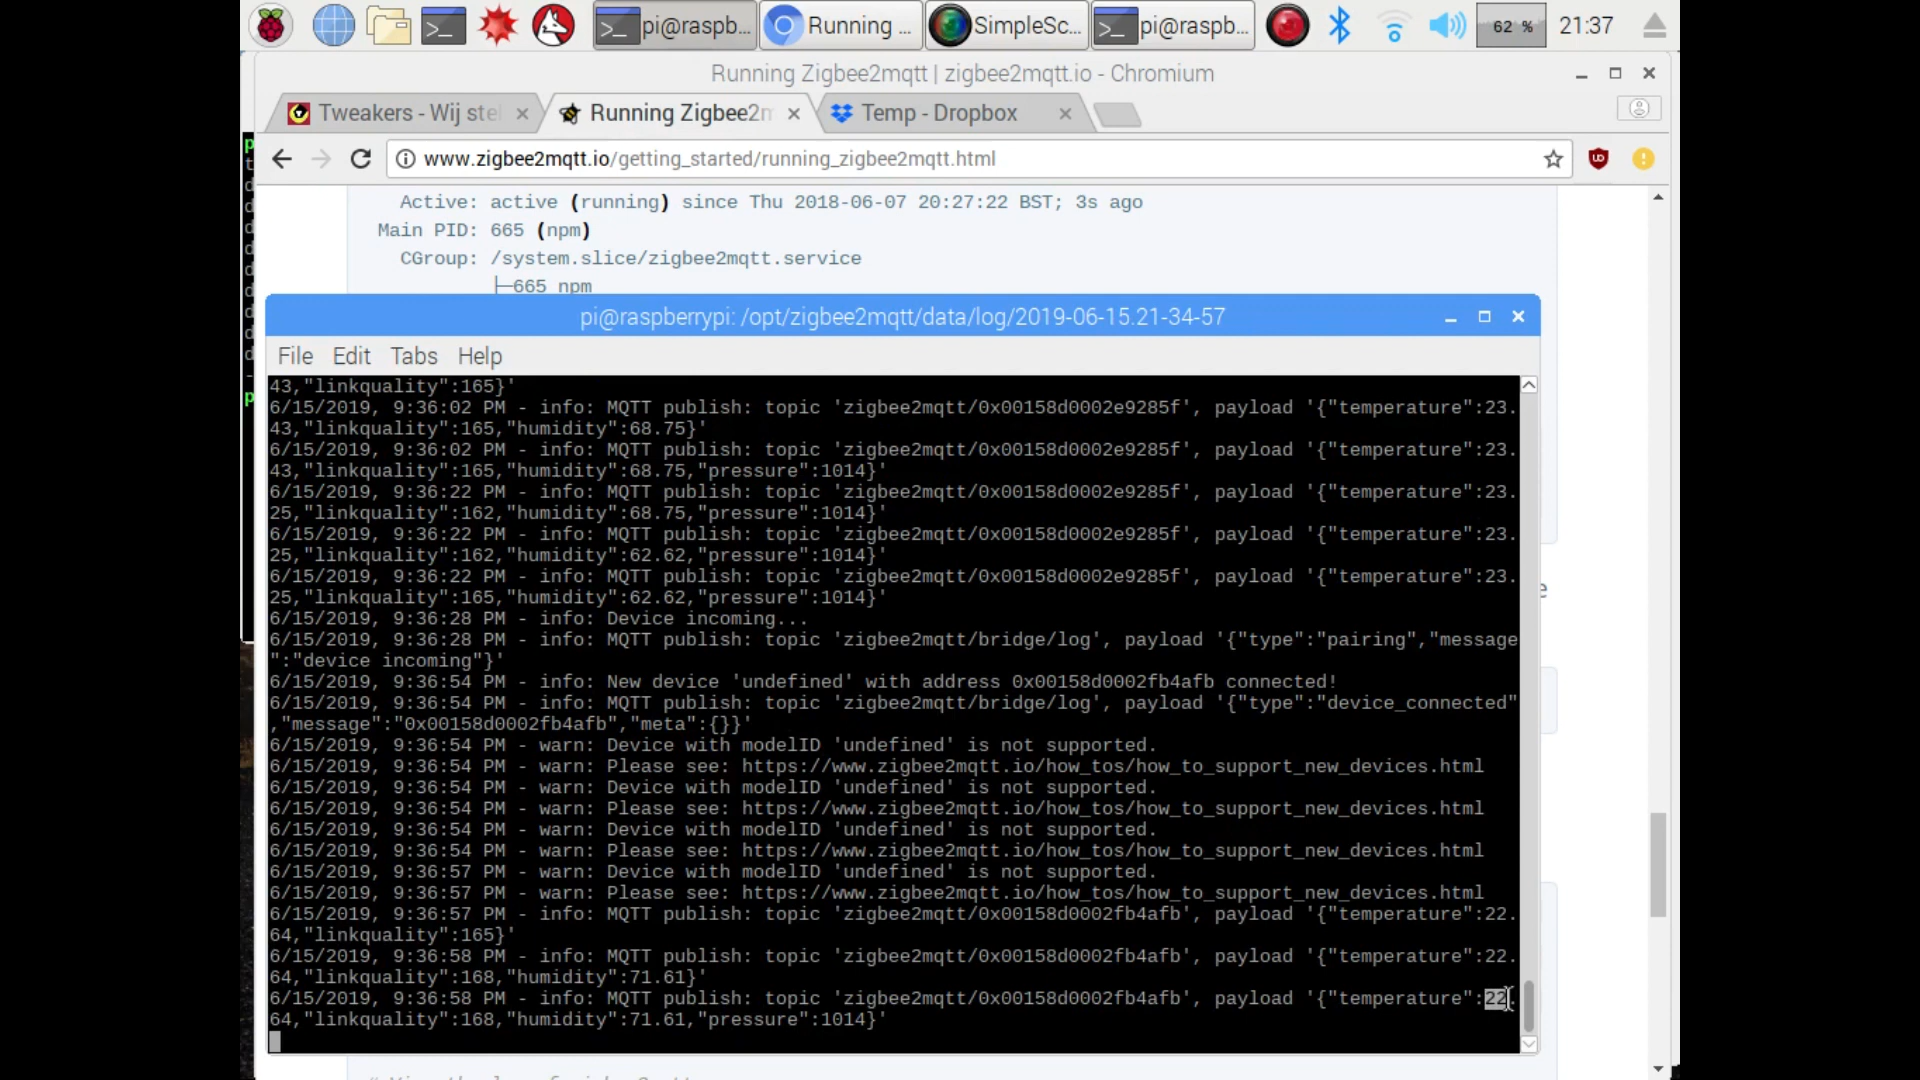 pi@raspb...
Running ...
SimpleSc...
pi@raspb...
62 %
21:37
Running Zigbee2mqtt | zigbee2mqtt.io - Chromium
Tweakers - Wij stel
Running Zigbee2m
Temp - Dropbox
www.zigbee2mqtt.io/getting_started/running_zigbee2mqtt.html
Active: active (running) since Thu 2018-06-07 20:27:22 BST; 3s ago
Main PID: 665 (npm)
CGroup: /system.slice/zigbee2mqtt.service
├─665 npm
pi@raspberrypi: /opt/zigbee2mqtt/data/log/2019-06-15.21-34-57
File Edit Tabs Help
43,"linkquality":165}'
6/15/2019, 9:36:02 PM - info: MQTT publish: topic 'zigbee2mqtt/0x00158d0002e9285f', payload '{"temperature":23.
43,"linkquality":165,"humidity":68.75}'
6/15/2019, 9:36:02 PM - info: MQTT publish: topic 'zigbee2mqtt/0x00158d0002e9285f', payload '{"temperature":23.
43,"linkquality":165,"humidity":68.75,"pressure":1014}'
6/15/2019, 9:36:22 PM - info: MQTT publish: topic 'zigbee2mqtt/0x00158d0002e9285f', payload '{"temperature":23.
25,"linkquality":162,"humidity":68.75,"pressure":1014}'
6/15/2019, 9:36:22 PM - info: MQTT publish: topic 'zigbee2mqtt/0x00158d0002e9285f', payload '{"temperature":23.
25,"linkquality":162,"humidity":62.62,"pressure":1014}'
6/15/2019, 9:36:22 PM - info: MQTT publish: topic 'zigbee2mqtt/0x00158d0002e9285f', payload '{"temperature":23.
25,"linkquality":165,"humidity":62.62,"pressure":1014}'
6/15/2019, 9:36:28 PM - info: Device incoming...
6/15/2019, 9:36:28 PM - info: MQTT publish: topic 'zigbee2mqtt/bridge/log', payload '{"type":"pairing","message
":"device incoming"}'
6/15/2019, 9:36:54 PM - info: New device 'undefined' with address 0x00158d0002fb4afb connected!
6/15/2019, 9:36:54 PM - info: MQTT publish: topic 'zigbee2mqtt/bridge/log', payload '{"type":"device_connected"
,"message":"0x00158d0002fb4afb","meta":{}}'
6/15/2019, 9:36:54 PM - warn: Device with modelID 'undefined' is not supported.
6/15/2019, 9:36:54 PM - warn: Please see: https://www.zigbee2mqtt.io/how_tos/how_to_support_new_devices.html
6/15/2019, 9:36:54 PM - warn: Device with modelID 'undefined' is not supported.
6/15/2019, 9:36:54 PM - warn: Please see: https://www.zigbee2mqtt.io/how_tos/how_to_support_new_devices.html
6/15/2019, 9:36:54 PM - warn: Device with modelID 'undefined' is not supported.
6/15/2019, 9:36:54 PM - warn: Please see: https://www.zigbee2mqtt.io/how_tos/how_to_support_new_devices.html
6/15/2019, 9:36:57 PM - warn: Device with modelID 'undefined' is not supported.
6/15/2019, 9:36:57 PM - warn: Please see: https://www.zigbee2mqtt.io/how_tos/how_to_support_new_devices.html
6/15/2019, 9:36:57 PM - info: MQTT publish: topic 'zigbee2mqtt/0x00158d0002fb4afb', payload '{"temperature":22.
64,"linkquality":165}'
6/15/2019, 9:36:58 PM - info: MQTT publish: topic 'zigbee2mqtt/0x00158d0002fb4afb', payload '{"temperature":22.
64,"linkquality":168,"humidity":71.61}'
6/15/2019, 9:36:58 PM - info: MQTT publish: topic 'zigbee2mqtt/0x00158d0002fb4afb', payload '{"temperature":22.
64,"linkquality":168,"humidity":71.61,"pressure":1014}'